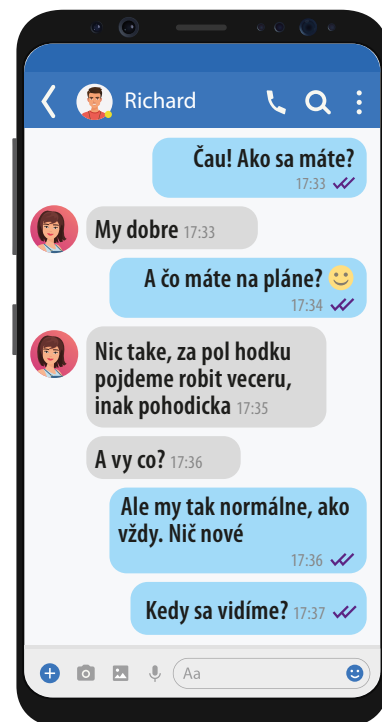 Richard
Čau! Ako sa máte?
17:33
My dobre 17:33
A čo máte na pláne?
17:34
Nic take, za pol hodku
pojdeme robit veceru,
inak pohodicka 17:35
A vy co? 17:36
Ale my tak normálne, ako
vždy. Nič nové
17:36
Kedy sa vidíme? 17:37
Aa